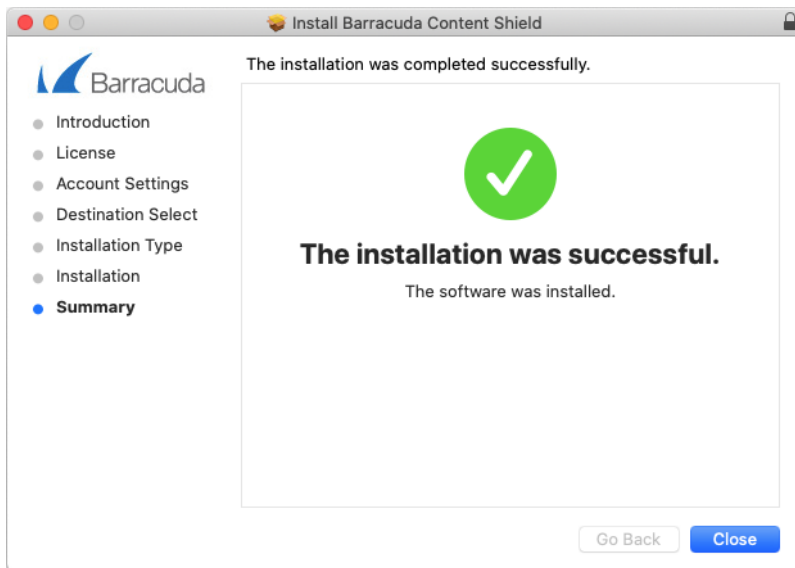 Install Barracuda Content Shield
Barracuda
The installation was completed successfully.
Introduction
License
Account Settings
Destination Select
Installation Type
Installation
Summary
The installation was successful.
The software was installed.
Go Back
Close